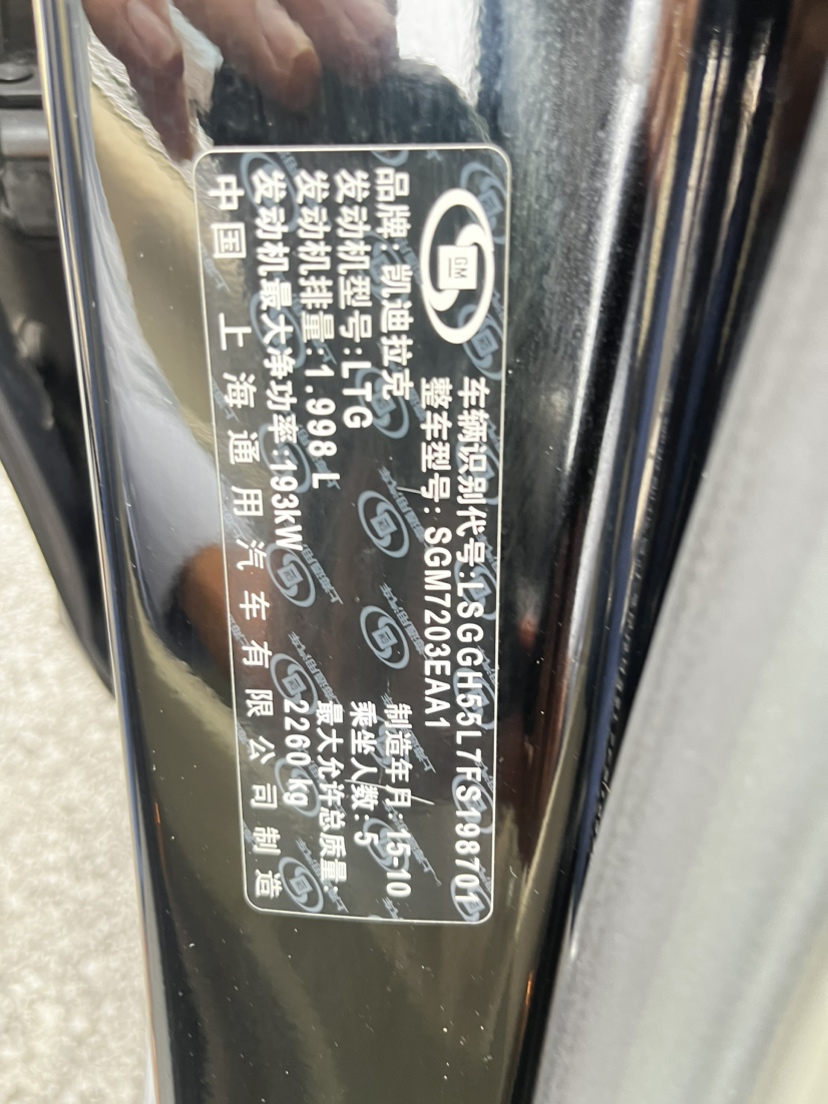 GM
车辆识别代号:LSGGH55L7FS198701
整车型号:SGM7203EAA1
品牌:凯迪拉克
制造年月:15-10
发动机型号:LTG
乘坐人数:5
发动机排量:1.998L
最大允许总质量:
发动机最大净功率:193kW
2260kg
中国 上海通用汽车有限公司制造